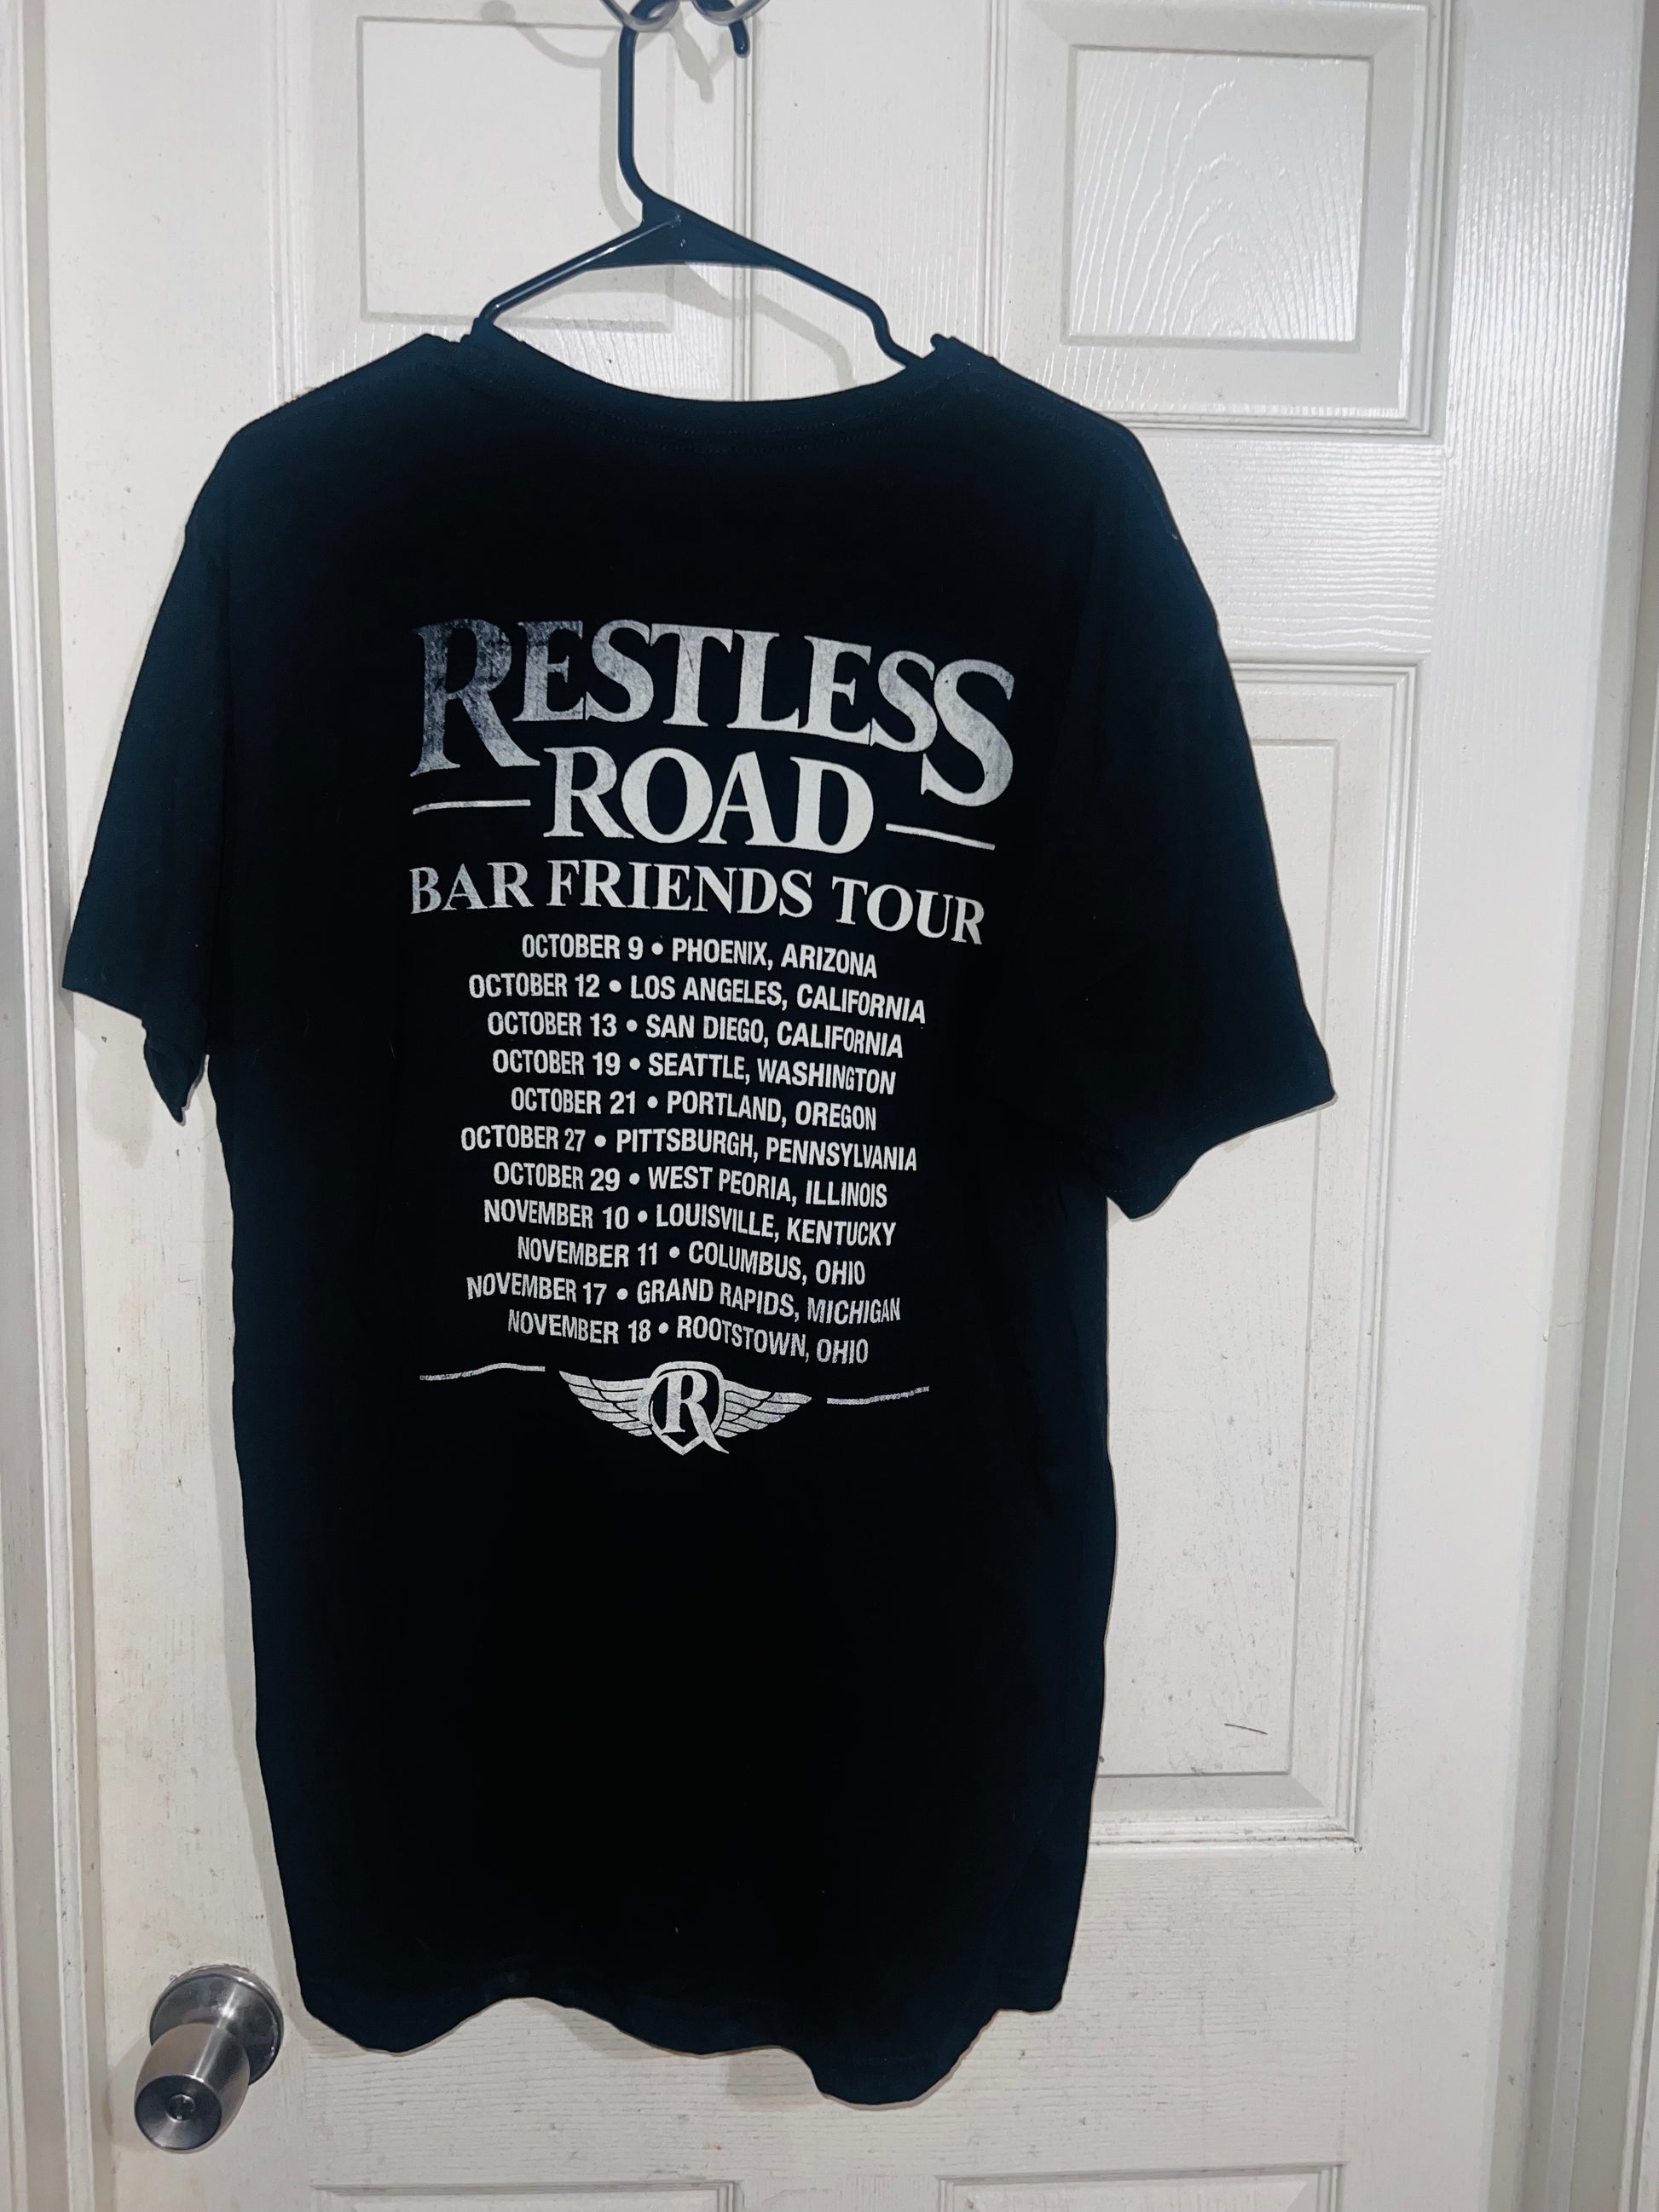 RESTLESS
ROAD
BAR FRIENDS TOUR
OCTOBER 9 • PHOENIX, ARIZONA
OCTOBER 12 • LOS ANGELES, CALIFORNIA
OCTOBER 13 • SAN DIEGO, CALIFORNIA
OCTOBER 19 • SEATTLE, WASHINGTON
OCTOBER 21 • PORTLAND, OREGON
OCTOBER 27 • PITTSBURGH, PENNSYLVANIA
OCTOBER 29 • WEST PEORIA, ILLINOIS
NOVEMBER 10 • LOUISVILLE, KENTUCKY
NOVEMBER 11 • COLUMBUS, OHIO
NOVEMBER 17 • GRAND RAPIDS, MICHIGAN
NOVEMBER 18 • ROOTSTOWN, OHIO
R